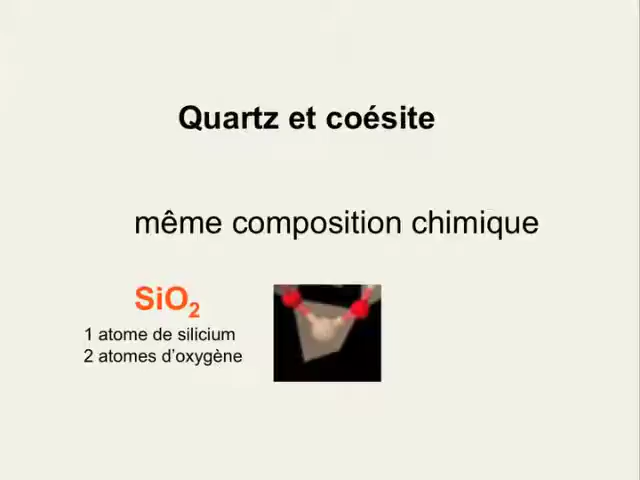 Quartz et coésite
même composition chimique
SiO₂
1 atome de silicium
2 atomes d'oxygène